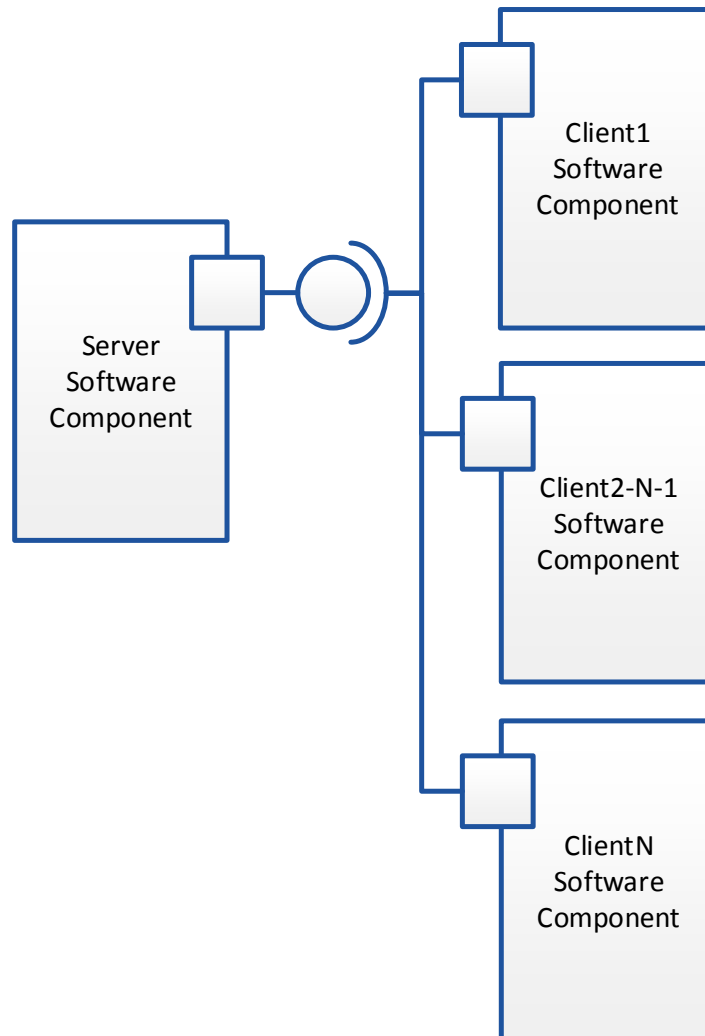 Client1
Software
Component
Server
Software
Component
Client2-N-1
Software
Component
ClientN
Software
Component